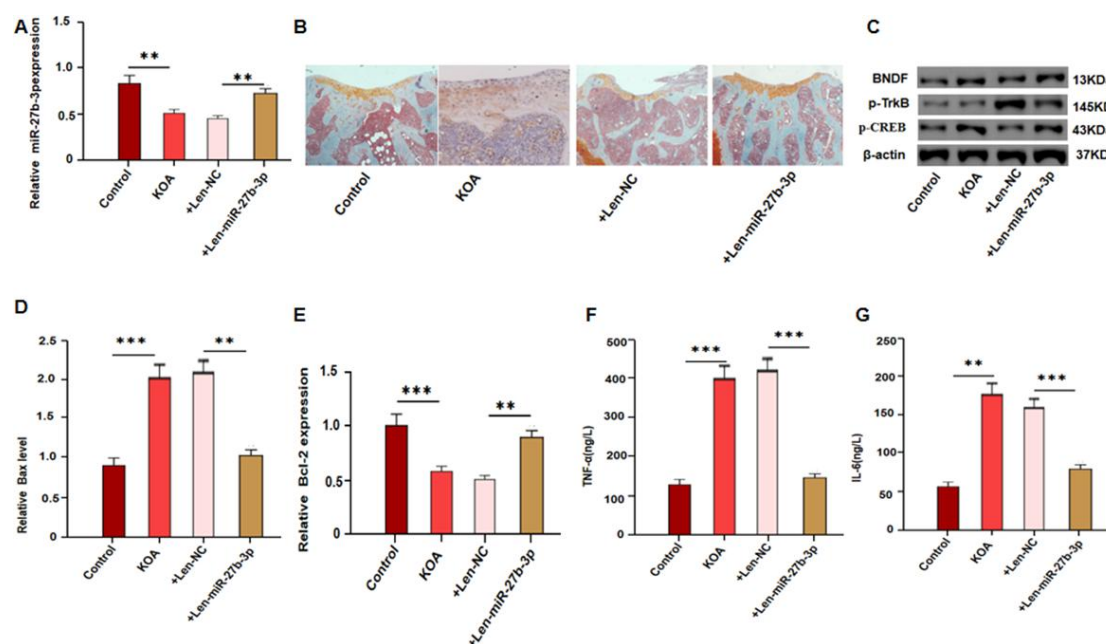 A
Relative miR-27b-3pexpression
1.5
1.0
0.5
0
**
**
Control
KOA
+Len-NC
+Len-miR-27b-3p
B
Control
KOA
+Len-NC
+Len-miR-27b-3p
C
BNDF
13KD
p-TrkB
145KD
p-CREB
43KD
β-actin
37KD
Control
KOA
+Len-NC
+Len-miR-27b-3p
D
Relative Bax level
2.5
2.0
1.5
1.0
0.5
0.0
***
**
Control
KOA
+Len-NC
+Len-miR-27b-3p
E
Relative Bcl-2 expression
1.5
1.0
0.5
0.0
***
**
Control
KOA
+Len-NC
+Len-miR-27b-3p
F
TNF-α(ng/L)
500
400
300
200
100
0
***
***
Control
KOA
+Len-NC
+Len-miR-27b-3p
G
IL-6(ng/L)
250
200
150
100
50
0
**
***
Control
KOA
+Len-NC
+Len-miR-27b-3p